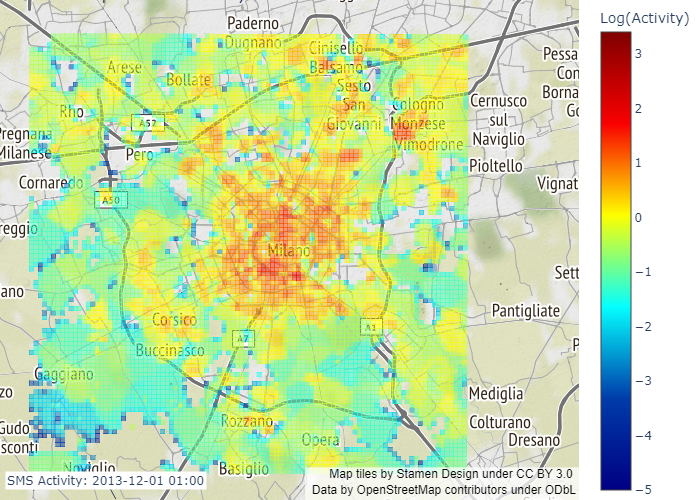 Log(Activity)
Paderno
Dugnano
Cinisello
Balsamo
Arese
Bollate
Sesto
San
Giovanni
Pessa
Con
Borna
Go
Rho
A52
Cologno
Monzese
Vimodrone
Cernusco
sul
Naviglio
Pregnana
Milanese
Pero
Pioltello
Cornaredo
A50
Vignat
reggio
Milano
Sett
ano
Pantigliate
Corsico
A7
A1
P
Buccinasco
Gaggiano
zo
Mediglia
Gudo
sconti
Rozzano
Colturano
Dresano
Opera
Noviglio
Basiglio
SMS Activity: 2013-12-01 01:00
Map tiles by Stamen Design under CC BY 3.0
Data by OpenStreetMap contributors under ODbL
3
2
1
0
−1
−2
−3
−4
−5